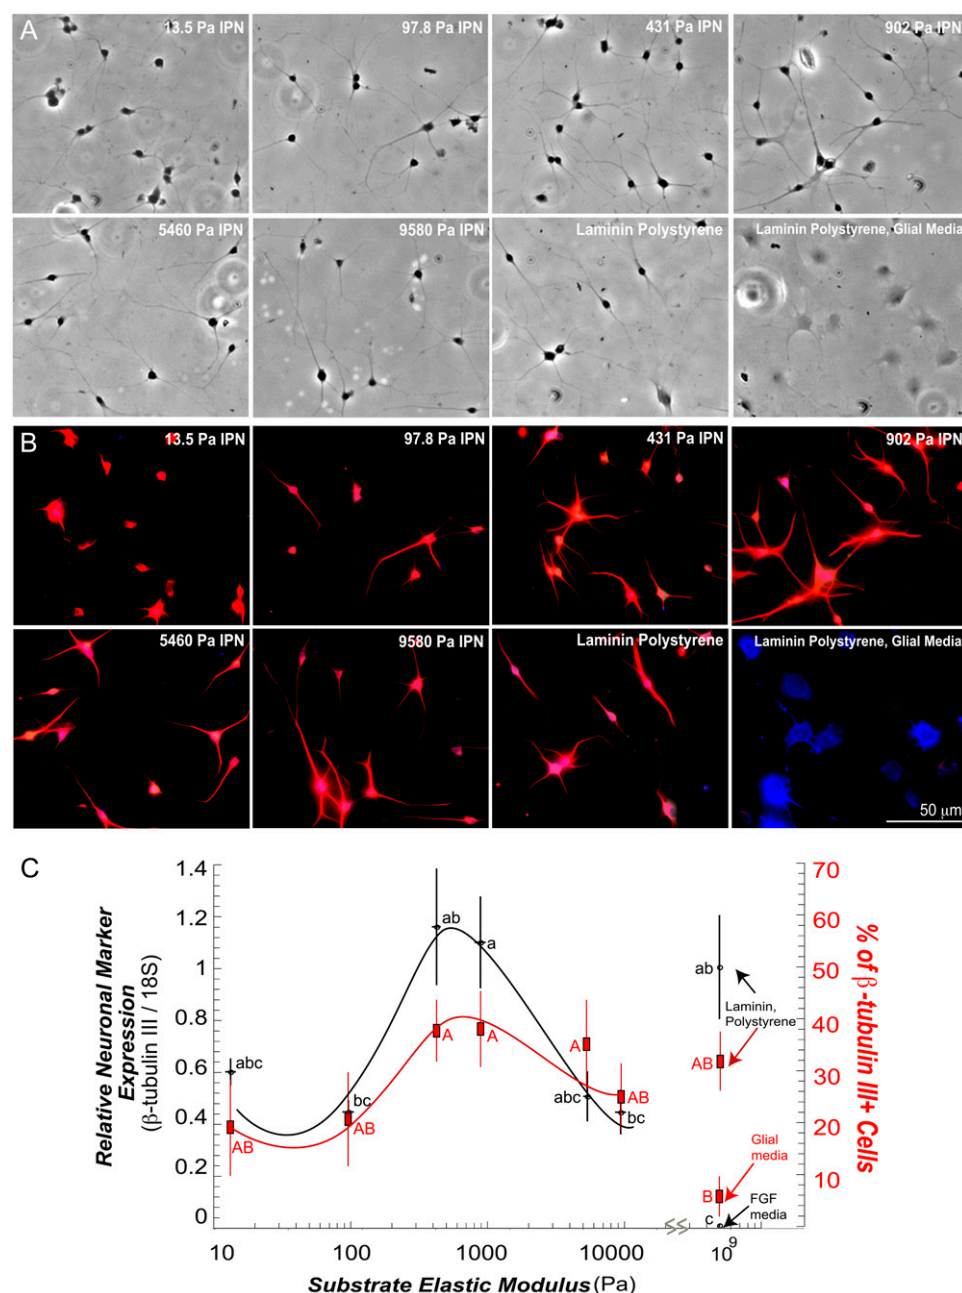 A
13.5 Pa IPN
97.8 Pa IPN
431 Pa IPN
902 Pa IPN
5460 Pa IPN
9580 Pa IPN
Laminin Polystyrene
Laminin Polystyrene, Glial Media
B
13.5 Pa IPN
97.8 Pa IPN
431 Pa IPN
902 Pa IPN
5460 Pa IPN
9580 Pa IPN
Laminin Polystyrene
Laminin Polystyrene, Glial Media
50 μm
C
Relative Neuronal Marker
Expression
(β-tubulin III / 18S)
1.4
1.2
1
0.8
0.6
0.4
0.2
0
abc
AB
bc
AB
ab
A
a
A
A
abc
AB
bc
ab
Laminin,
Polystyrene
AB
Glial
media
B
c
FGF
media
70
60
50
40
30
20
10
% of β-tubulin III+ Cells
10
100
1000
10000
10^9
Substrate Elastic Modulus (Pa)